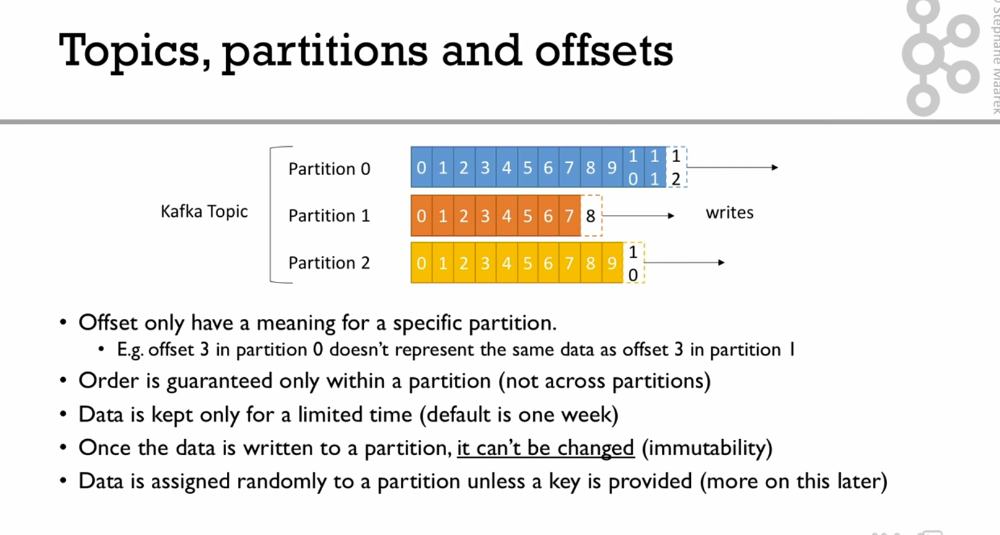 Topics, partitions and offsets
© Stephane Maarek
Kafka Topic
Partition 0
0 1 2 3 4 5 6 7 8 9 10 11 12
Partition 1
0 1 2 3 4 5 6 7 8
writes
Partition 2
0 1 2 3 4 5 6 7 8 9 10
• Offset only have a meaning for a specific partition.
• E.g. offset 3 in partition 0 doesn't represent the same data as offset 3 in partition 1
• Order is guaranteed only within a partition (not across partitions)
• Data is kept only for a limited time (default is one week)
• Once the data is written to a partition, it can't be changed (immutability)
• Data is assigned randomly to a partition unless a key is provided (more on this later)